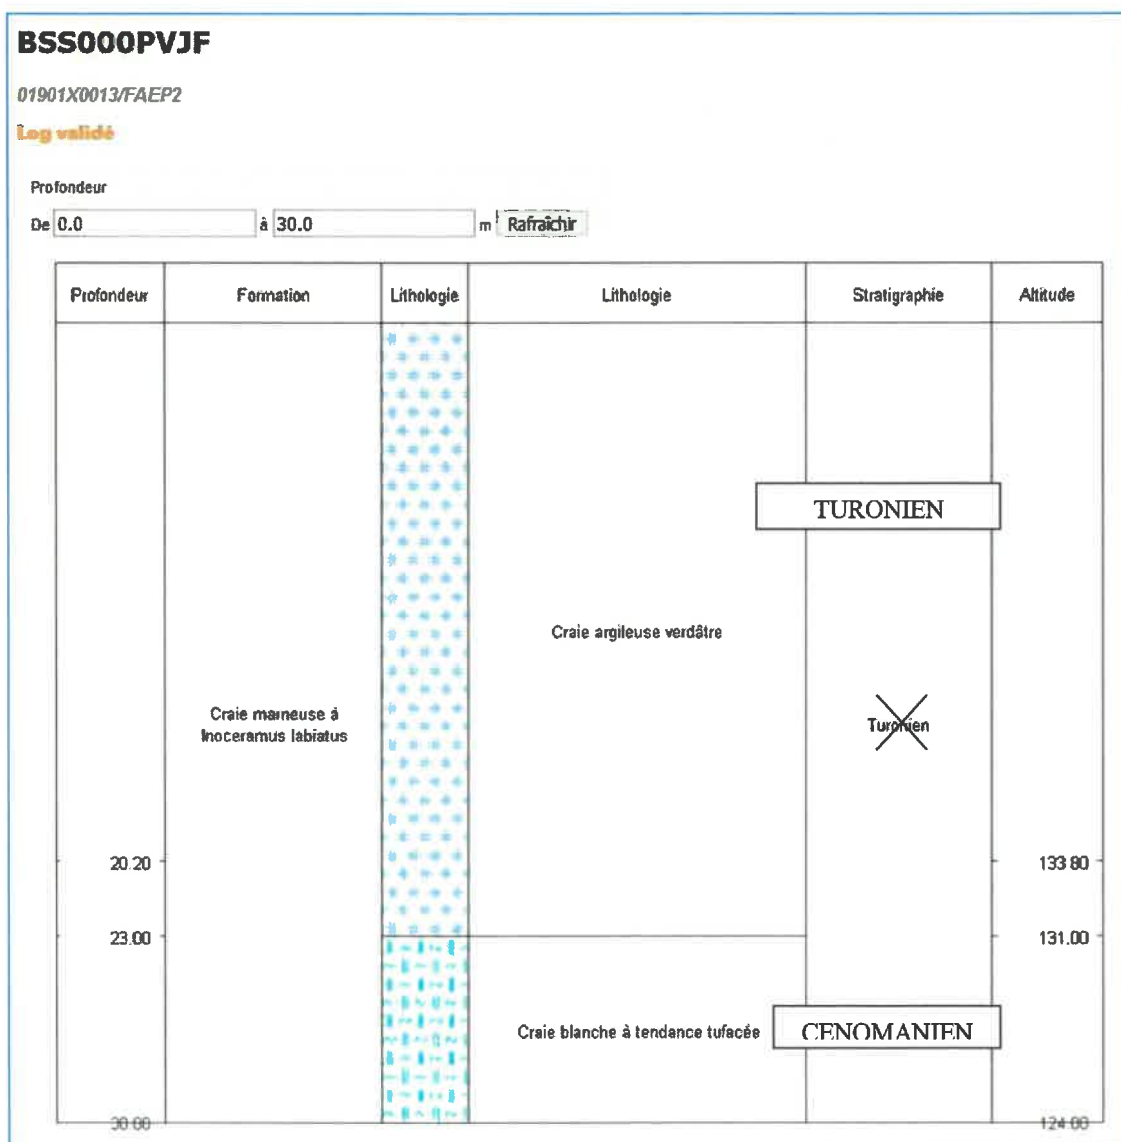 BSS000PVJF
01901X0013/FAEP2
Log validé
Profondeur
De 0.0 à 30.0 m Rafraîchir
Profondeur Formation Lithologie Lithologie Stratigraphie Altitude
TURONIEN
Craie argileuse verdâtre
Craie marneuse à
Inoceramus labiatus
Turonien
20.20 133.80
23.00 131.00
Craie blanche à tendance tufacée
CENOMANIEN
30.00 124.00